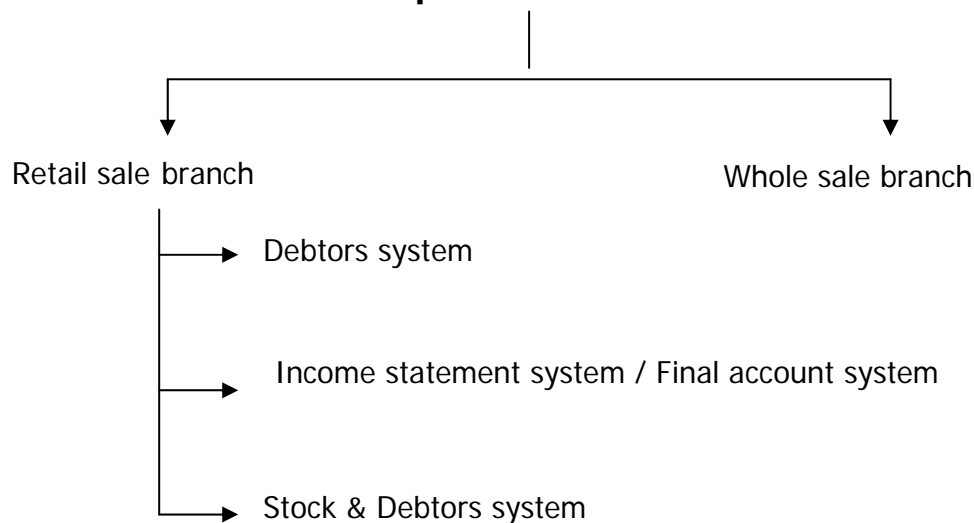 Retail sale branch
Whole sale branch
Debtors system
Income statement system / Final account system
Stock & Debtors system